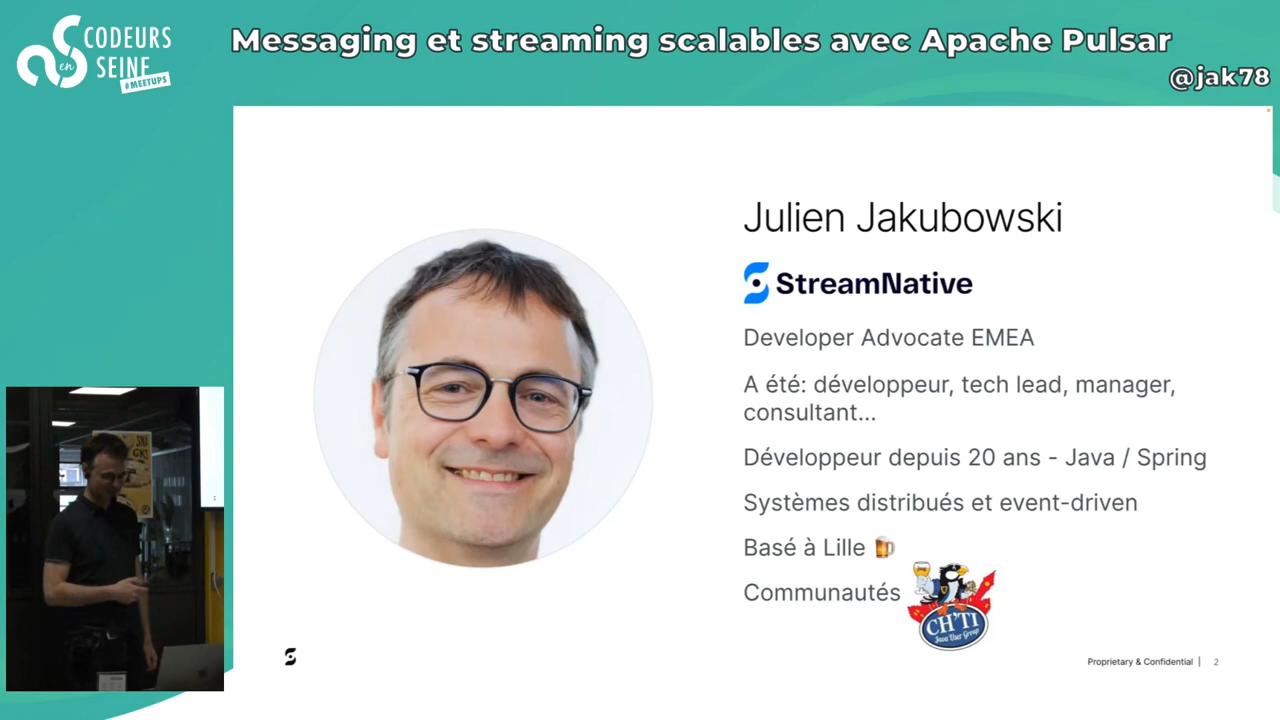 CODEURS
en SEINE
#MEETUPS
Messaging et streaming scalables avec Apache Pulsar
@jak78
Julien Jakubowski
StreamNative
Developer Advocate EMEA
A été: développeur, tech lead, manager,
consultant...
Développeur depuis 20 ans - Java / Spring
Systèmes distribués et event-driven
Basé à Lille 🍺
Communautés
CH'TI
Java User Group
Proprietary & Confidential | 2